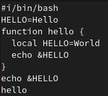 #i/bin/bash
HELLO=Hello
function hello {
  local HELLO=World
  echo &HELLO
}
echo &HELLO
hello